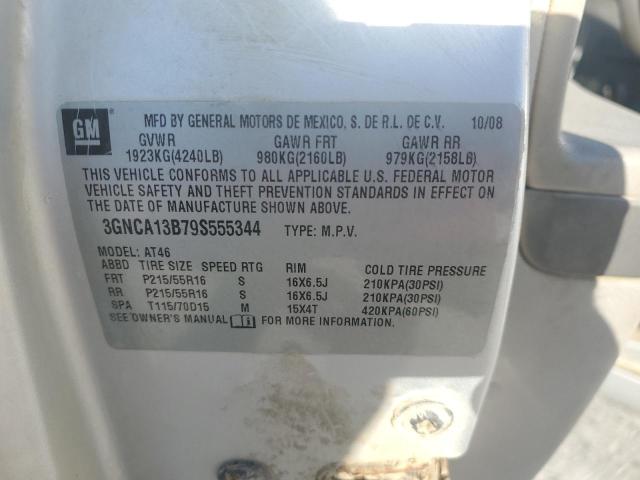 GM
MFD BY GENERAL MOTORS DE MEXICO, S. DE R.L. DE C.V. 10/08
GVWR GAWR FRT GAWR RR
1923KG(4240LB) 980KG(2160LB) 979KG(2158LB)
THIS VEHICLE CONFORMS TO ALL APPLICABLE U.S. FEDERAL MOTOR
VEHICLE SAFETY AND THEFT PREVENTION STANDARDS IN EFFECT ON
THE DATE OF MANUFACTURE SHOWN ABOVE.
3GNCA13B79S555344 TYPE: M.P.V.
MODEL: AT46
ABBD TIRE SIZE SPEED RTG RIM COLD TIRE PRESSURE
FRT P215/55R16 S 16X6.5J 210KPA(30PSI)
RR P215/55R16 S 16X6.5J 210KPA(30PSI)
SPA T115/70D15 M 15X4T 420KPA(60PSI)
SEE OWNER'S MANUAL FOR MORE INFORMATION